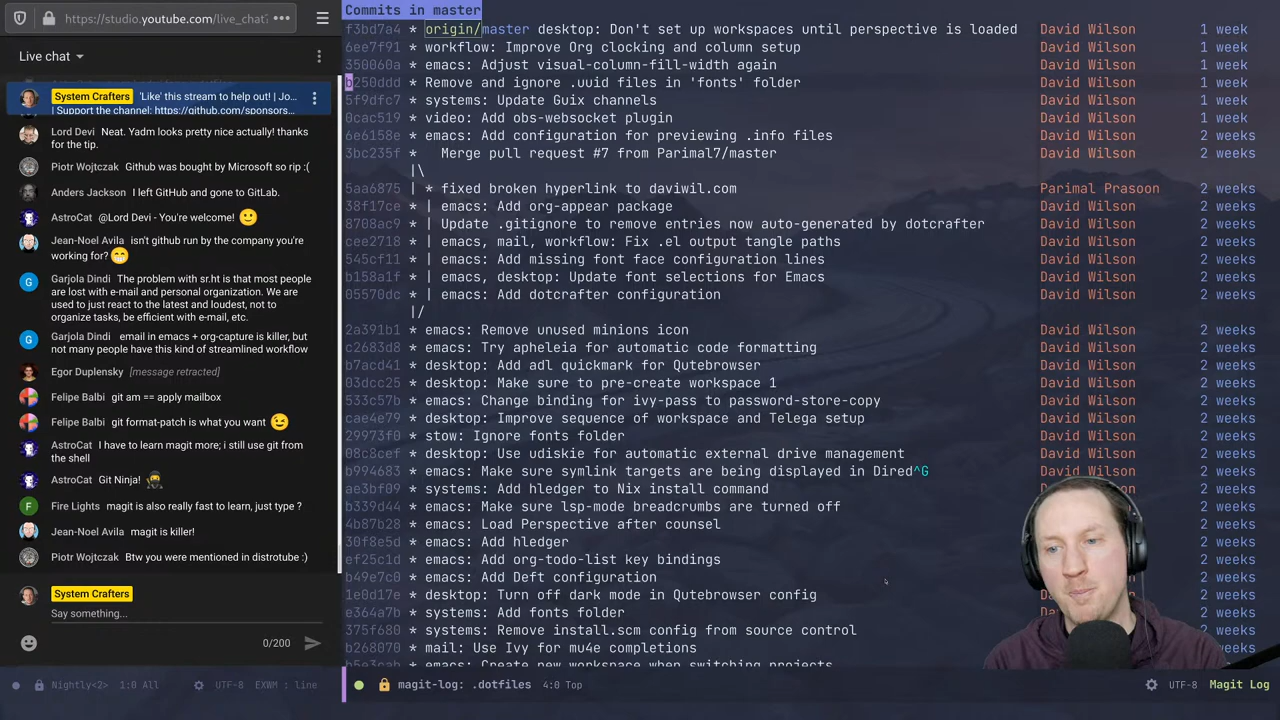 https://studio.youtube.com/live_chat?
Live chat
System Crafters 'Like' this stream to help out! | Jo...
| Support the channel: https://github.com/sponsors...
Lord Devi Neat. Yadm looks pretty nice actually! thanks
for the tip.
Piotr Wojtczak Github was bought by Microsoft so rip :(
Anders Jackson I left GitHub and gone to GitLab.
AstroCat @Lord Devi - You're welcome! 🙂
Jean-Noel Avila isn't github run by the company you're
working for? 😁
G Garjola Dindi The problem with sr.ht is that most people
are lost with e-mail and personal organization. We are
used to just react to the latest and loudest, not to
organize tasks, be efficient with e-mail, etc.
G Garjola Dindi email in emacs + org-capture is killer, but
not many people have this kind of streamlined workflow
Egor Duplensky [message retracted]
Felipe Balbi git am == apply mailbox
Felipe Balbi git format-patch is what you want 😉
AstroCat I have to learn magit more; i still use git from
the shell
AstroCat Git Ninja!
F Fire Lights magit is also really fast to learn, just type ?
Jean-Noel Avila magit is killer!
Piotr Wojtczak Btw you were mentioned in distrotube :)
System Crafters
Say something...
0/200
Nightly<2> 1:0 All UTF-8 EXWM : line
Commits in master
f3bd7a4 * origin/master desktop: Don't set up workspaces until perspective is loaded David Wilson 1 week
6ee7f91 * workflow: Improve Org clocking and column setup David Wilson 1 week
350060a * emacs: Adjust visual-column-fill-width again David Wilson 1 week
b250ddd * Remove and ignore .uuid files in 'fonts' folder David Wilson 1 week
5f9dfc7 * systems: Update Guix channels David Wilson 1 week
0cac519 * video: Add obs-websocket plugin David Wilson 1 week
6e6158e * emacs: Add configuration for previewing .info files David Wilson 2 weeks
3bc235f * Merge pull request #7 from Parimal7/master David Wilson 2 weeks
|\
5aa6875 | * fixed broken hyperlink to daviwil.com Parimal Prasoon 2 weeks
38f17ce * | emacs: Add org-appear package David Wilson 2 weeks
8708ac9 * | Update .gitignore to remove entries now auto-generated by dotcrafter David Wilson 2 weeks
cee2718 * | emacs, mail, workflow: Fix .el output tangle paths David Wilson 2 weeks
545cf11 * | emacs: Add missing font face configuration lines David Wilson 2 weeks
b158a1f * | emacs, desktop: Update font selections for Emacs David Wilson 2 weeks
05570dc * | emacs: Add dotcrafter configuration David Wilson 2 weeks
|/
2a391b1 * emacs: Remove unused minions icon David Wilson 2 weeks
c2683d8 * emacs: Try apheleia for automatic code formatting David Wilson 2 weeks
b7acd41 * desktop: Add adl quickmark for Qutebrowser David Wilson 2 weeks
03dcc25 * desktop: Make sure to pre-create workspace 1 David Wilson 2 weeks
533c57b * emacs: Change binding for ivy-pass to password-store-copy David Wilson 2 weeks
cae4e79 * desktop: Improve sequence of workspace and Telega setup David Wilson 2 weeks
29973f0 * stow: Ignore fonts folder David Wilson 2 weeks
08c8cef * desktop: Use udiskie for automatic external drive management David Wilson 2 weeks
b994683 * emacs: Make sure symlink targets are being displayed in Dired^G David Wilson 2 weeks
ae3bf09 * systems: Add hledger to Nix install command David Wilson 2 weeks
b339d44 * emacs: Make sure lsp-mode breadcrumbs are turned off 2 weeks
4b87b28 * emacs: Load Perspective after counsel 2 weeks
30f8e5d * emacs: Add hledger 2 weeks
ef25c1d * emacs: Add org-todo-list key bindings 2 weeks
b49e7c0 * emacs: Add Deft configuration 2 weeks
1e0d17e * desktop: Turn off dark mode in Qutebrowser config 2 weeks
e364a7b * systems: Add fonts folder 2 weeks
375f680 * systems: Remove install.scm config from source control 2 weeks
b268070 * mail: Use Ivy for mu4e completions 2 weeks
b5e3cab * emacs: Create new workspace when switching projects
magit-log: .dotfiles 4:0 Top UTF-8 Magit Log